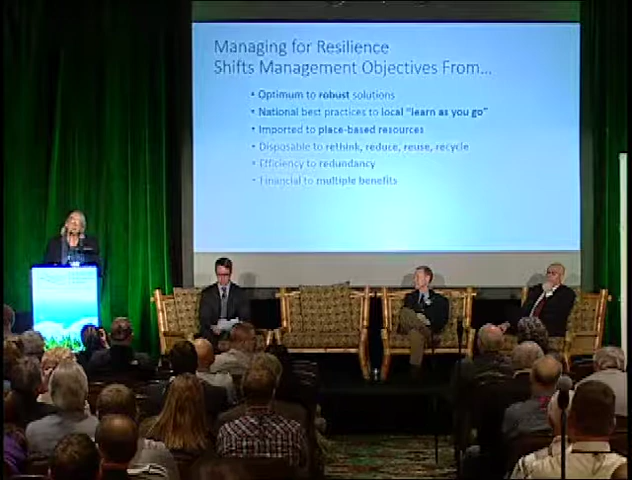 Managing for Resilience
Shifts Management Objectives From...
• Optimum to robust solutions
• National best practices to local "learn as you go"
• Imported to place-based resources
• Disposable to rethink, reduce, reuse, recycle
• Efficiency to redundancy
• Financial to multiple benefits